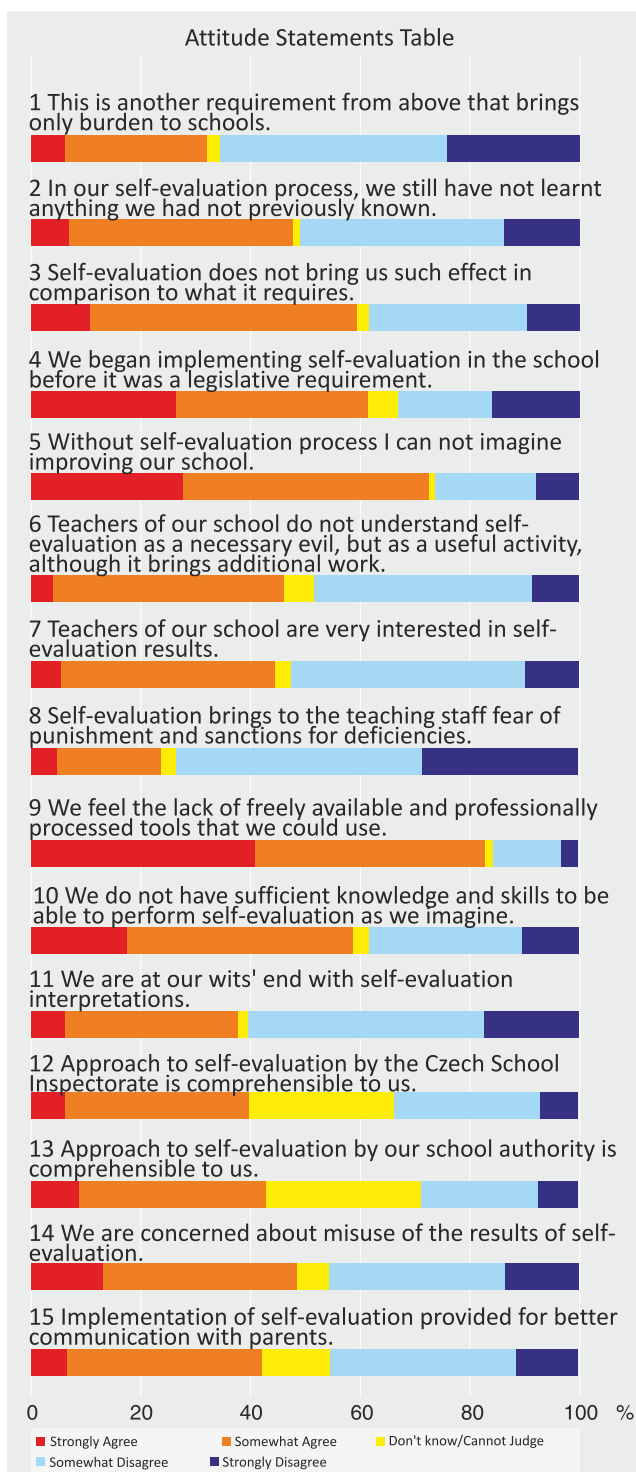 Attitude Statements Table
1 This is another requirement from above that brings
only burden to schools.
2 In our self-evaluation process, we still have not learnt
anything we had not previously known.
3 Self-evaluation does not bring us such effect in
comparison to what it requires.
4 We began implementing self-evaluation in the school
before it was a legislative requirement.
5 Without self-evaluation process I can not imagine
improving our school.
6 Teachers of our school do not understand self-
evaluation as a necessary evil, but as a useful activity,
although it brings additional work.
7 Teachers of our school are very interested in self-
evaluation results.
8 Self-evaluation brings to the teaching staff fear of
punishment and sanctions for deficiencies.
9 We feel the lack of freely available and professionally
processed tools that we could use.
10 We do not have sufficient knowledge and skills to be
able to perform self-evaluation as we imagine.
11 We are at our wits' end with self-evaluation
interpretations.
12 Approach to self-evaluation by the Czech School
Inspectorate is comprehensible to us.
13 Approach to self-evaluation by our school authority is
comprehensible to us.
14 We are concerned about misuse of the results of self-
evaluation.
15 Implementation of self-evaluation provided for better
communication with parents.
0 20 40 60 80 100 %
Strongly Agree Somewhat Agree Don't know/Cannot Judge
Somewhat Disagree Strongly Disagree